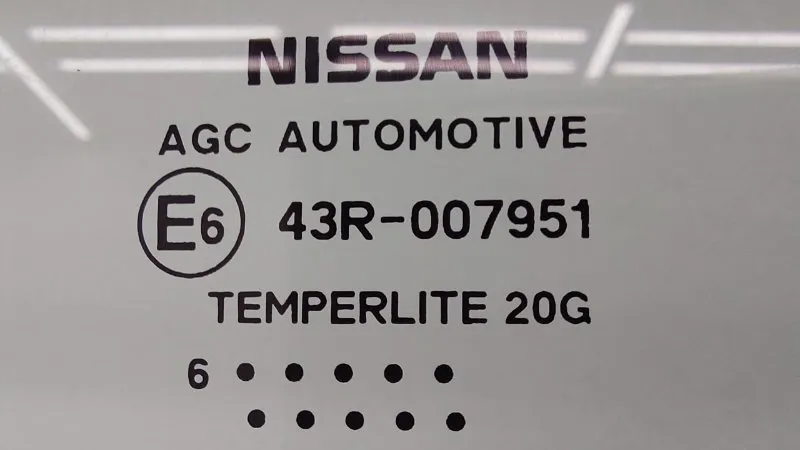 NISSAN
AGC AUTOMOTIVE
E6 43R-007951
TEMPERLITE 20G
6 • • • • •
• • • • •